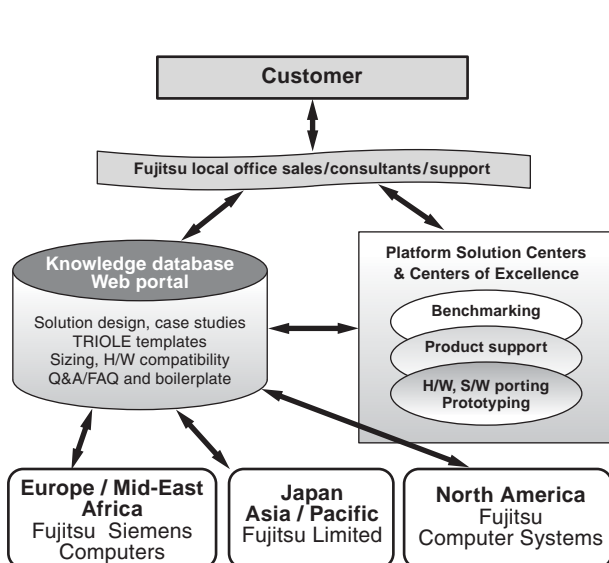 Customer
Fujitsu local office sales/consultants/support
Knowledge database
Web portal
Solution design, case studies
TRIOLE templates
Sizing, H/W compatibility
Q&A/FAQ and boilerplate
Platform Solution Centers
& Centers of Excellence
Benchmarking
Product support
H/W, S/W porting
Prototyping
Europe / Mid-East
Africa
Fujitsu Siemens
Computers
Japan
Asia / Pacific
Fujitsu Limited
North America
Fujitsu
Computer Systems